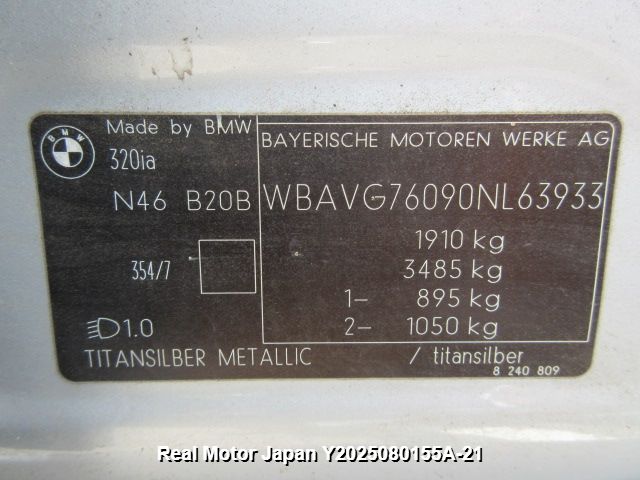 BMW
Made by BMW
320ia
N46 B20B
354/7
1.0
BAYERISCHE MOTOREN WERKE AG
WBAVG76090NL63933
1910 kg
3485 kg
1- 895 kg
2- 1050 kg
TITANSILBER METALLIC / titansilber
8 240 809
Real Motor Japan Y2025080155A-21